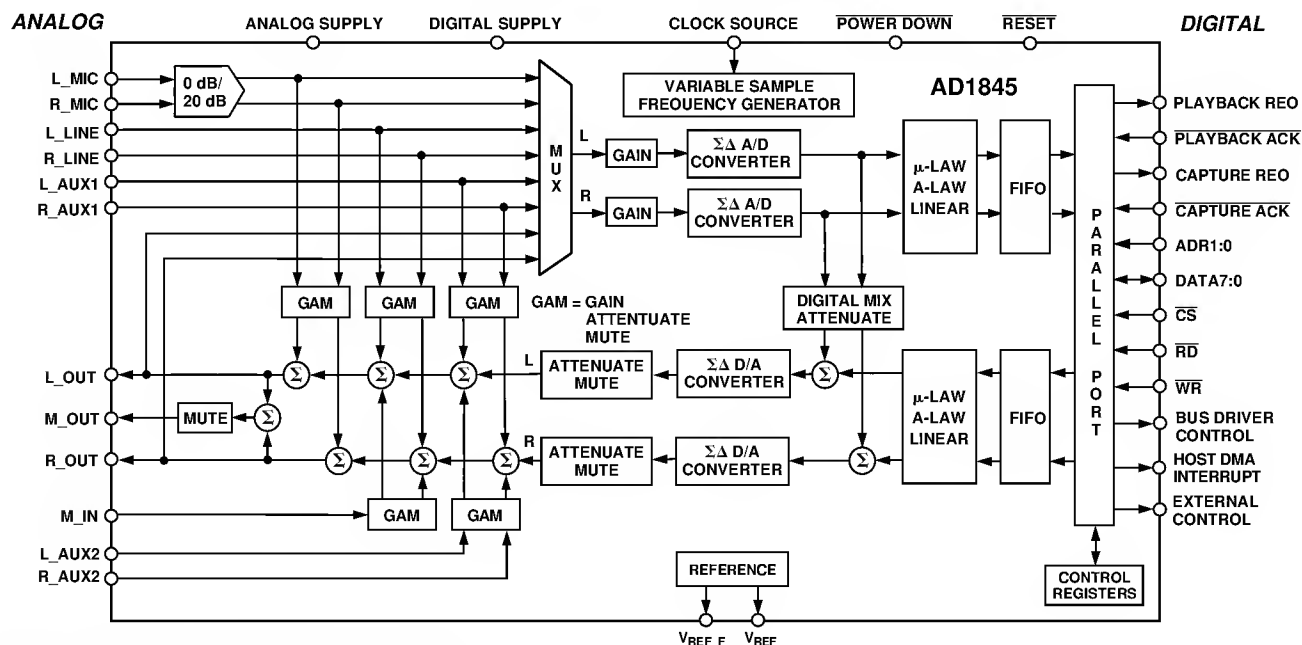 ANALOG
ANALOG SUPPLY
DIGITAL SUPPLY
CLOCK SOURCE
POWER DOWN
RESET
DIGITAL
L_MIC
R_MIC
L_LINE
R_LINE
L_AUX1
R_AUX1
0 dB/
20 dB
VARIABLE SAMPLE
FREQUENCY GENERATOR
AD1845
MUX
L
R
GAIN
GAIN
ΣΔ A/D
CONVERTER
ΣΔ A/D
CONVERTER
μ-LAW
A-LAW
LINEAR
FIFO
PARALLEL PORT
PLAYBACK REO
PLAYBACK ACK
CAPTURE REO
CAPTURE ACK
ADR1:0
DATA7:0
CS
RD
WR
BUS DRIVER
CONTROL
HOST DMA
INTERRUPT
EXTERNAL
CONTROL
GAM
GAM
GAM
GAM = GAIN
ATTENTUATE
MUTE
DIGITAL MIX
ATTENUATE
L_OUT
M_OUT
R_OUT
M_IN
L_AUX2
R_AUX2
MUTE
Σ
Σ
Σ
Σ
L
ATTENUATE
MUTE
ΣΔ D/A
CONVERTER
Σ
μ-LAW
A-LAW
LINEAR
FIFO
Σ
Σ
Σ
R
ATTENUATE
MUTE
ΣΔ D/A
CONVERTER
Σ
GAM
GAM
REFERENCE
CONTROL
REGISTERS
VREF_F
VREF